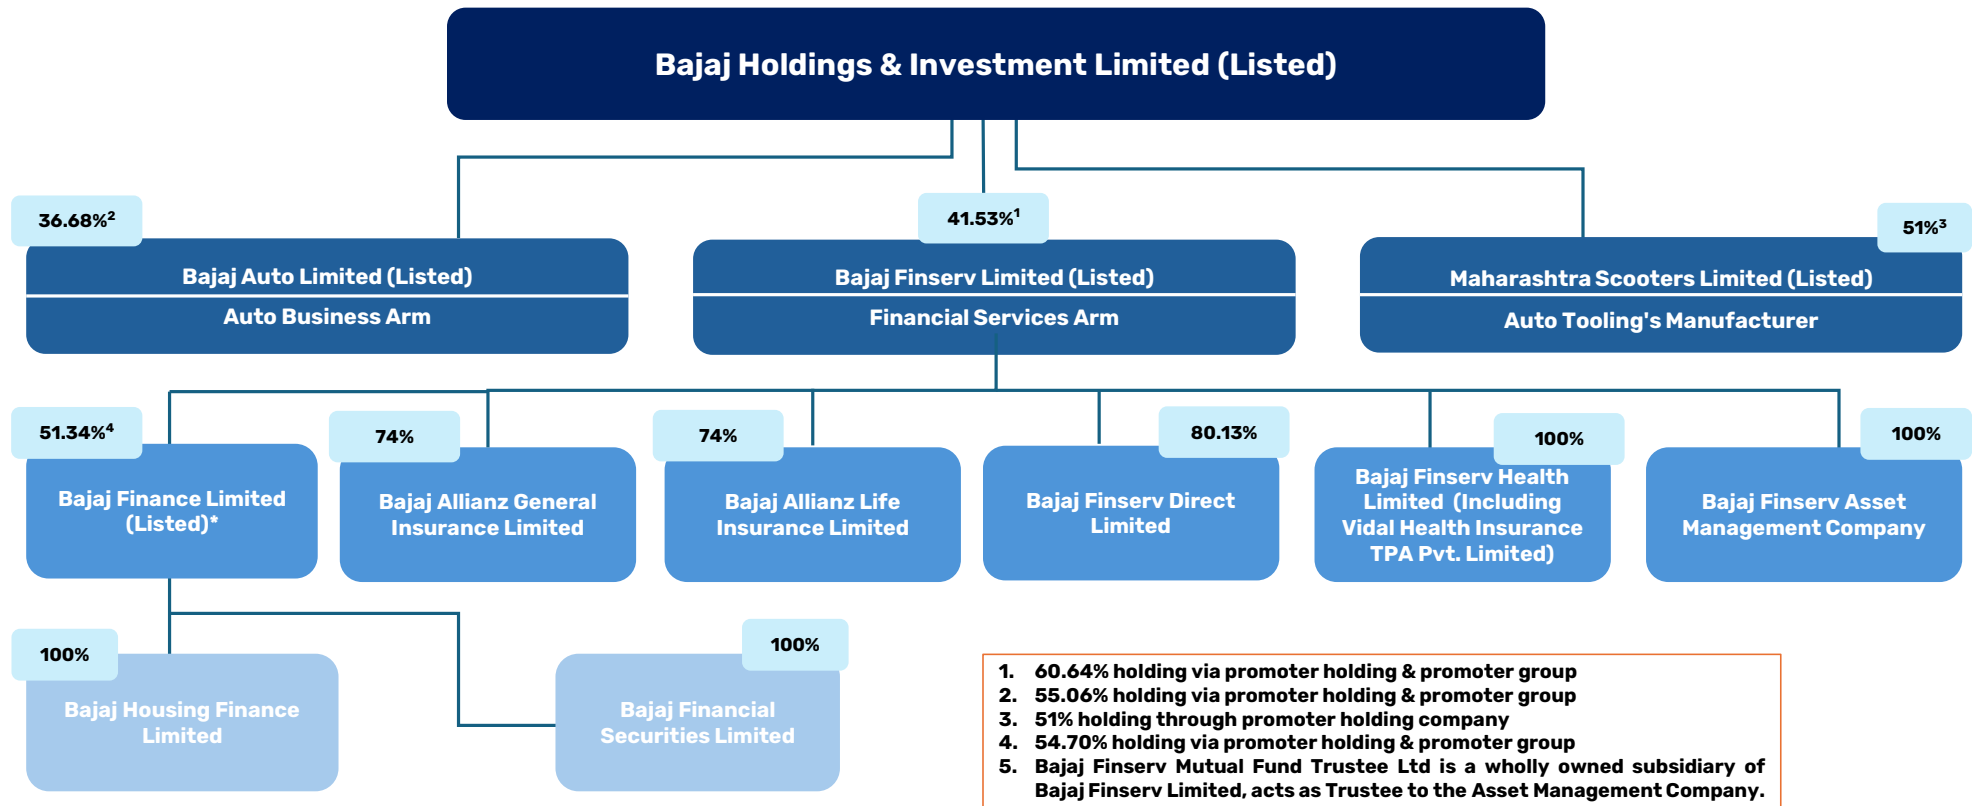 Bajaj Holdings & Investment Limited (Listed)
36.68%²
41.53%¹
51%³
Bajaj Auto Limited (Listed)
Auto Business Arm
Bajaj Finserv Limited (Listed)
Financial Services Arm
Maharashtra Scooters Limited (Listed)
Auto Tooling's Manufacturer
51.34%⁴
74%
74%
80.13%
100%
100%
Bajaj Finance Limited
(Listed)*
Bajaj Allianz General
Insurance Limited
Bajaj Allianz Life
Insurance Limited
Bajaj Finserv Direct
Limited
Bajaj Finserv Health
Limited (Including
Vidal Health Insurance
TPA Pvt. Limited)
Bajaj Finserv Asset
Management Company
100%
100%
Bajaj Housing Finance
Limited
Bajaj Financial
Securities Limited
1. 60.64% holding via promoter holding & promoter group
2. 55.06% holding via promoter holding & promoter group
3. 51% holding through promoter holding company
4. 54.70% holding via promoter holding & promoter group
5. Bajaj Finserv Mutual Fund Trustee Ltd is a wholly owned subsidiary of
Bajaj Finserv Limited, acts as Trustee to the Asset Management Company.